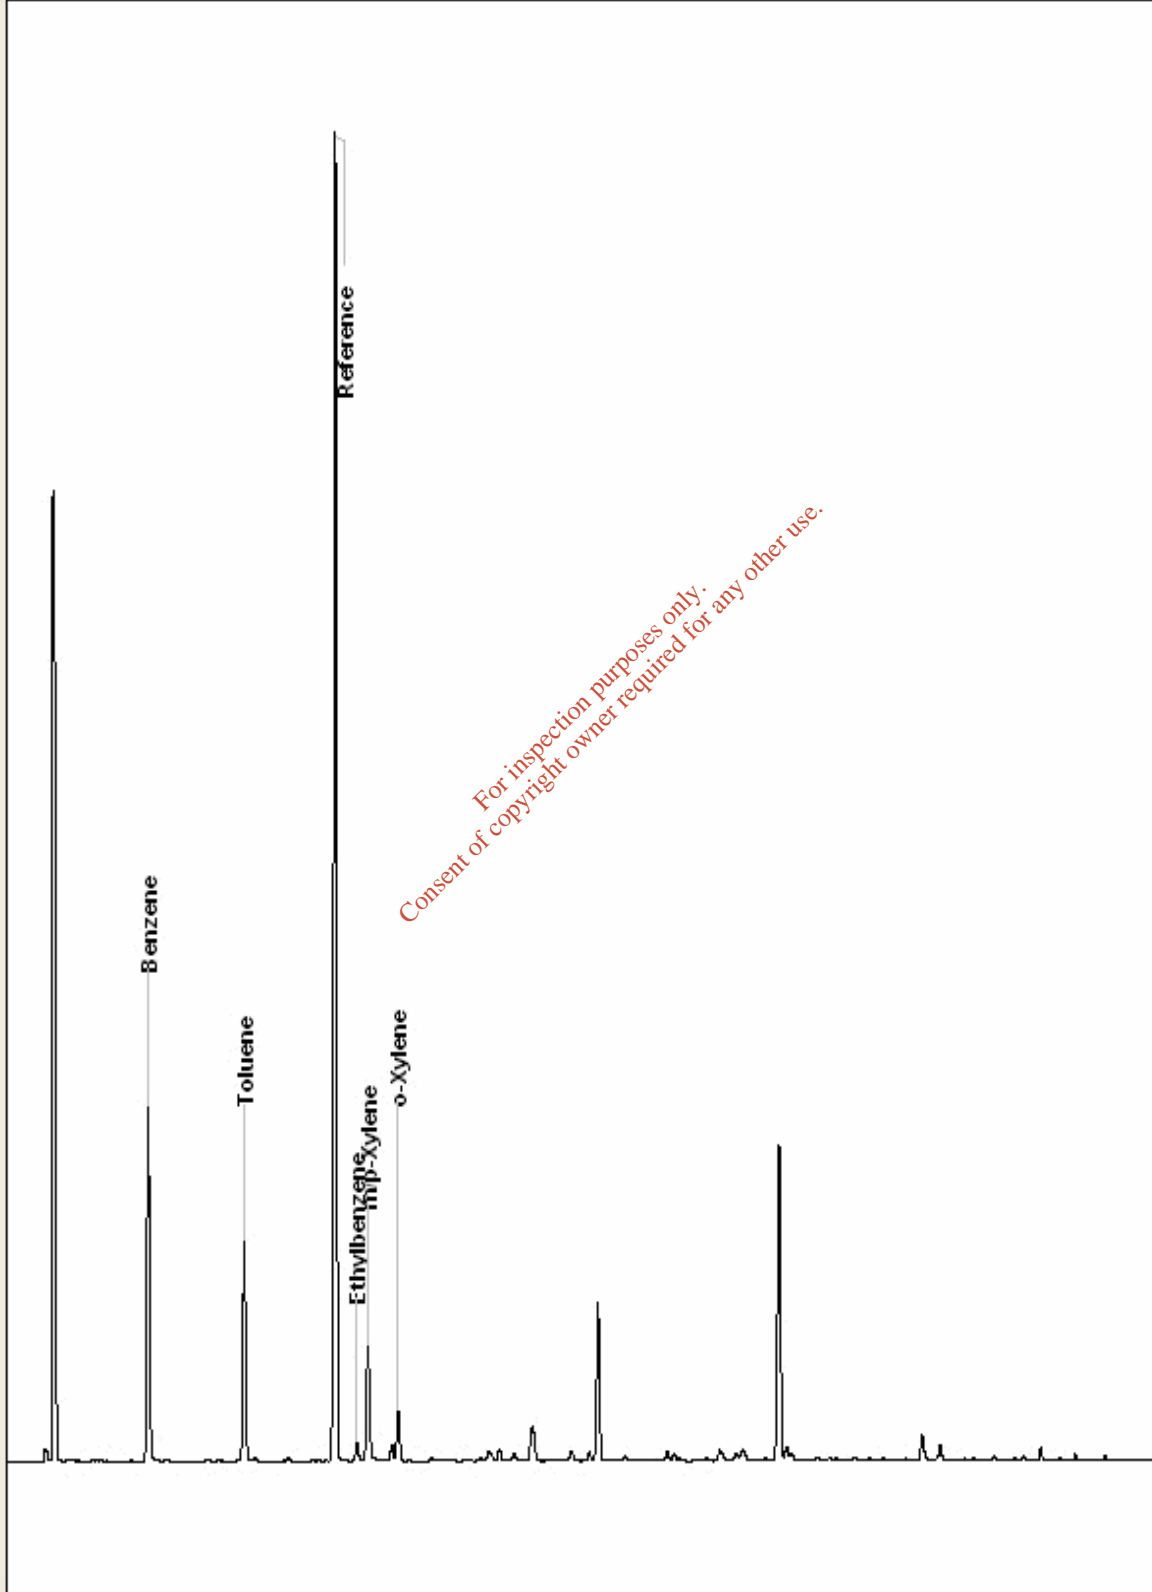 Reference
For inspection purposes only.
Consent of copyright owner required for any other use.
Benzene
Toluene
o-Xylene
m/p-Xylene
Ethylbenzene